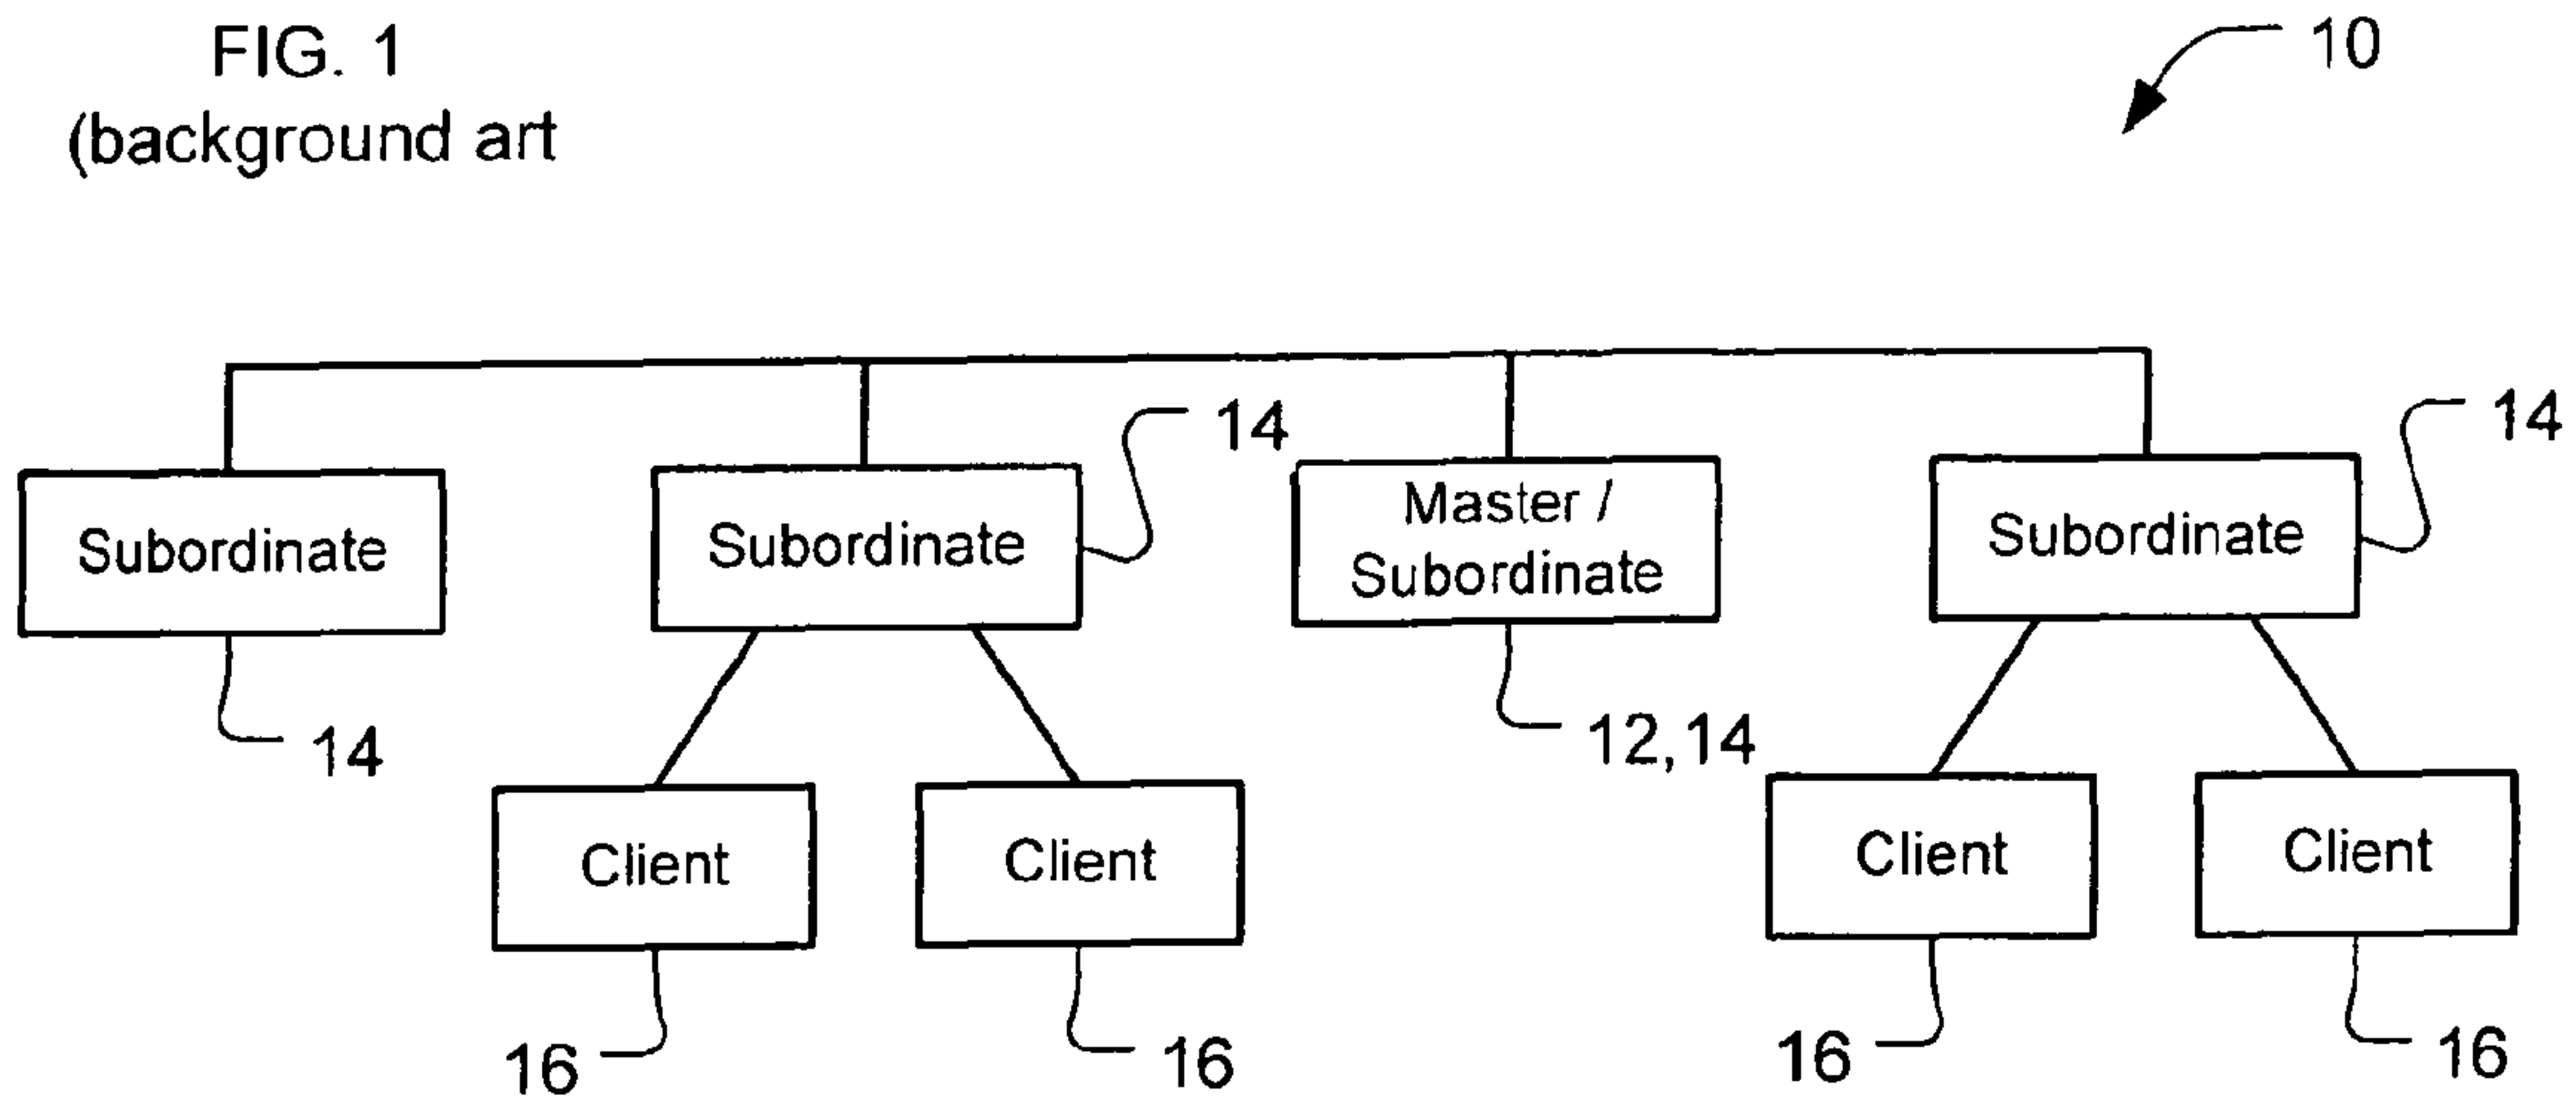 FIG. 1
(background art
10
14
14
Subordinate
Subordinate
Master /
Subordinate
Subordinate
14
12,14
Client
Client
Client
Client
16
16
16
16